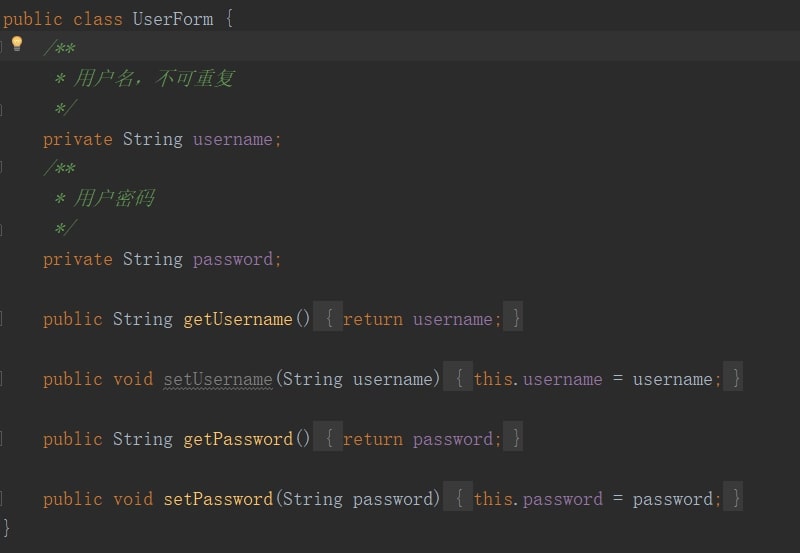 public class UserForm {
/**
* 用户名，不可重复
*/
private String username;
/**
* 用户密码
*/
private String password;
public String getUsername() { return username; }
public void setUsername(String username) { this.username = username; }
public String getPassword() { return password; }
public void setPassword(String password) { this.password = password; }
}